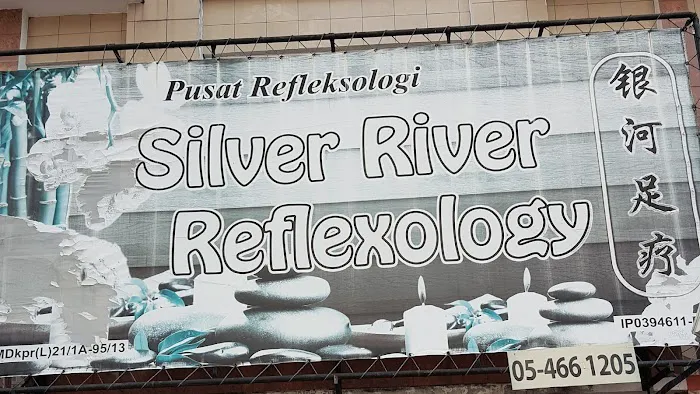 Pusat Refleksologi
Silver River
Reflexology
银河足疗
MDkpr(L)21/1A-95/13
IP0394611-
05-466 1205